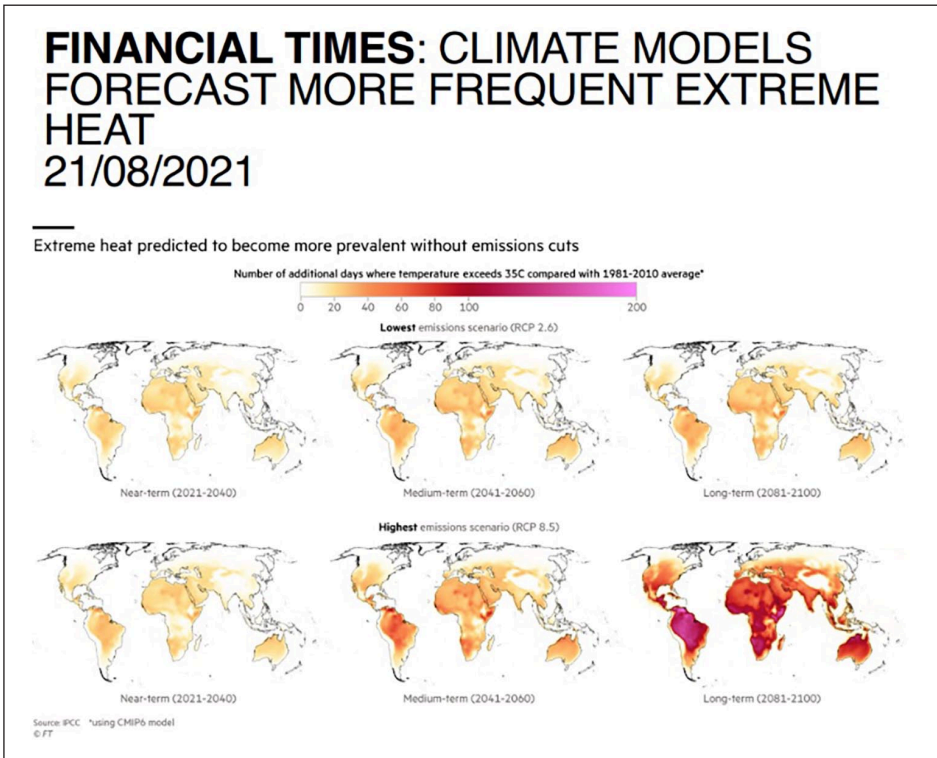 FINANCIAL TIMES: CLIMATE MODELS
FORECAST MORE FREQUENT EXTREME
HEAT
21/08/2021
Extreme heat predicted to become more prevalent without emissions cuts
Number of additional days where temperature exceeds 35C compared with 1981-2010 average*
0 20 40 60 80 100 200
Lowest emissions scenario (RCP 2.6)
Near-term (2021-2040) Medium-term (2041-2060) Long-term (2081-2100)
Highest emissions scenario (RCP 8.5)
Near-term (2021-2040) Medium-term (2041-2060) Long-term (2081-2100)
Source: IPCC *using CMIP6 model
© FT